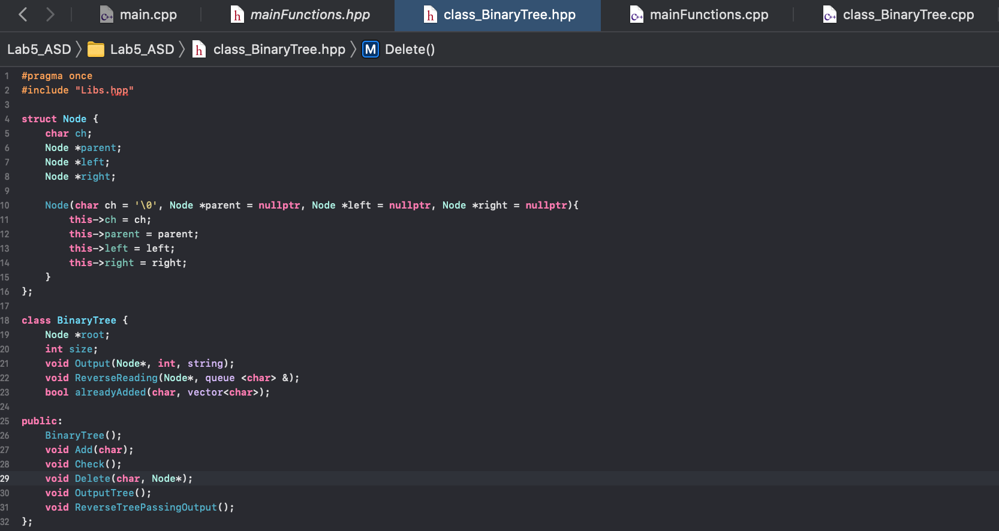 main.cpp mainFunctions.hpp class_BinaryTree.hpp mainFunctions.cpp class_BinaryTree.cpp
Lab5_ASD Lab5_ASD h class_BinaryTree.hpp M Delete()
1 #pragma once
2 #include "Libs.hpp"
3
4 struct Node {
5     char ch;
6     Node *parent;
7     Node *left;
8     Node *right;
9
10     Node(char ch = '\0', Node *parent = nullptr, Node *left = nullptr, Node *right = nullptr){
11         this->ch = ch;
12         this->parent = parent;
13         this->left = left;
14         this->right = right;
15     }
16 };
17
18 class BinaryTree {
19     Node *root;
20     int size;
21     void Output(Node*, int, string);
22     void ReverseReading(Node*, queue <char> &);
23     bool alreadyAdded(char, vector<char>);
24
25 public:
26     BinaryTree();
27     void Add(char);
28     void Check();
29     void Delete(char, Node*);
30     void OutputTree();
31     void ReverseTreePassingOutput();
32 };